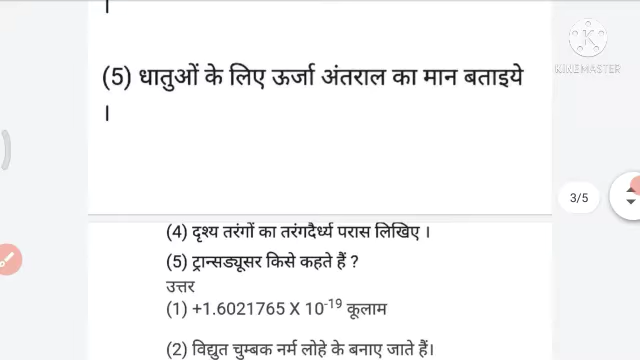 ।
(5) धातुओं के लिए ऊर्जा अंतराल का मान बताइये
।
KINEMASTER
3/5
(4) दृश्य तरंगों का तरंगदैर्ध्य परास लिखिए ।
(5) ट्रान्सड्यूसर किसे कहते हैं ?
उत्तर
(1) +1.6021765 X 10⁻¹⁹ कूलाम
(2) विद्युत चुम्बक नर्म लोहे के बनाए जाते हैं।